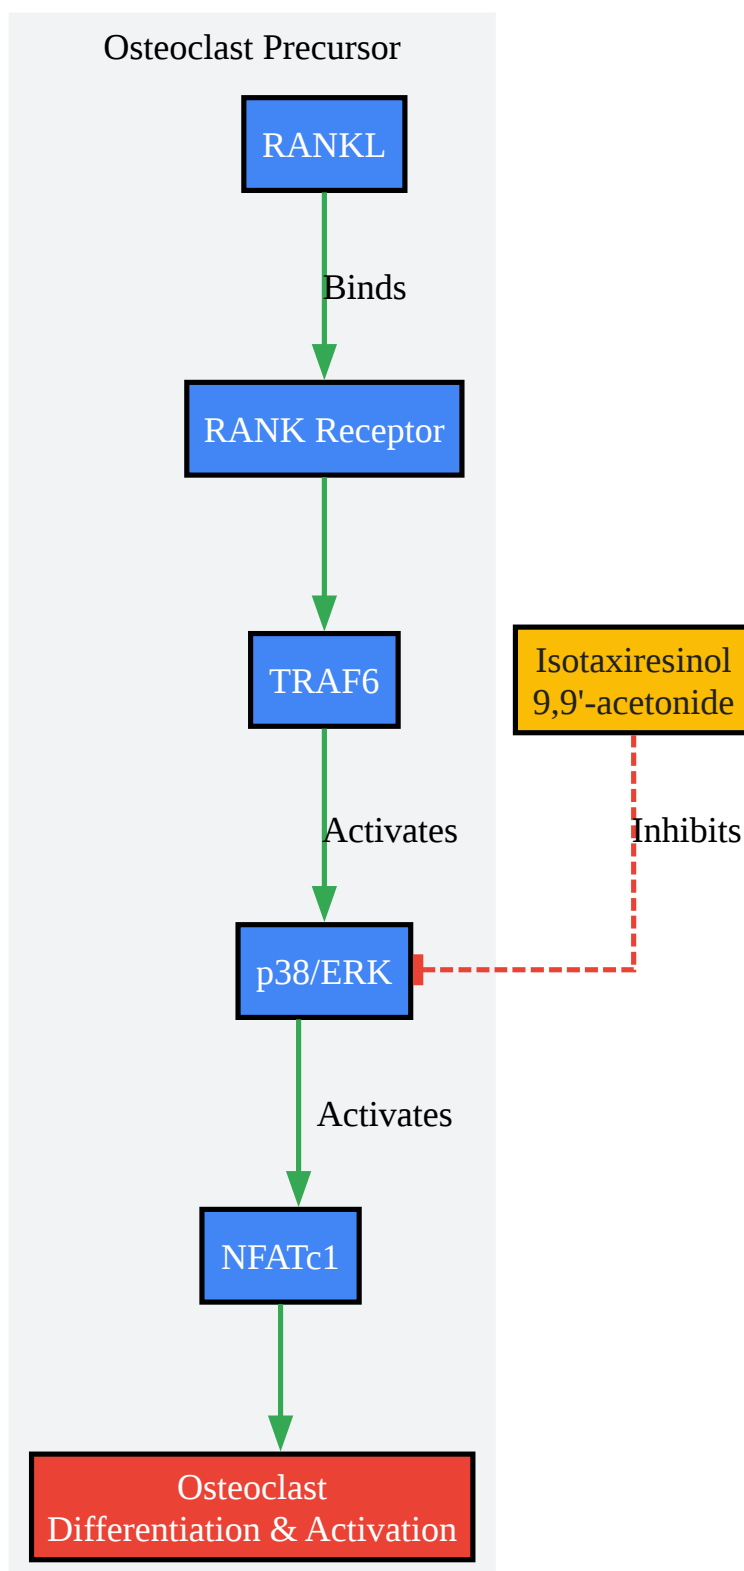 Osteoclast Precursor
RANKL
Binds
RANK Receptor
TRAF6
Isotaxiresinol
9,9'-acetonide
Activates
Inhibits
p38/ERK
Activates
NFATc1
Osteoclast
Differentiation & Activation